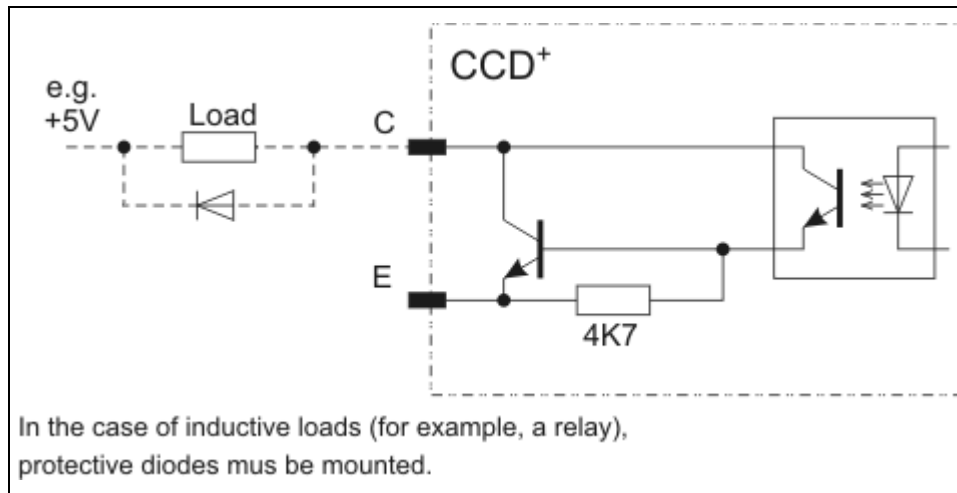 CCD+
e.g.
+5V
Load
C
E
4K7
In the case of inductive loads (for example, a relay),
protective diodes mus be mounted.